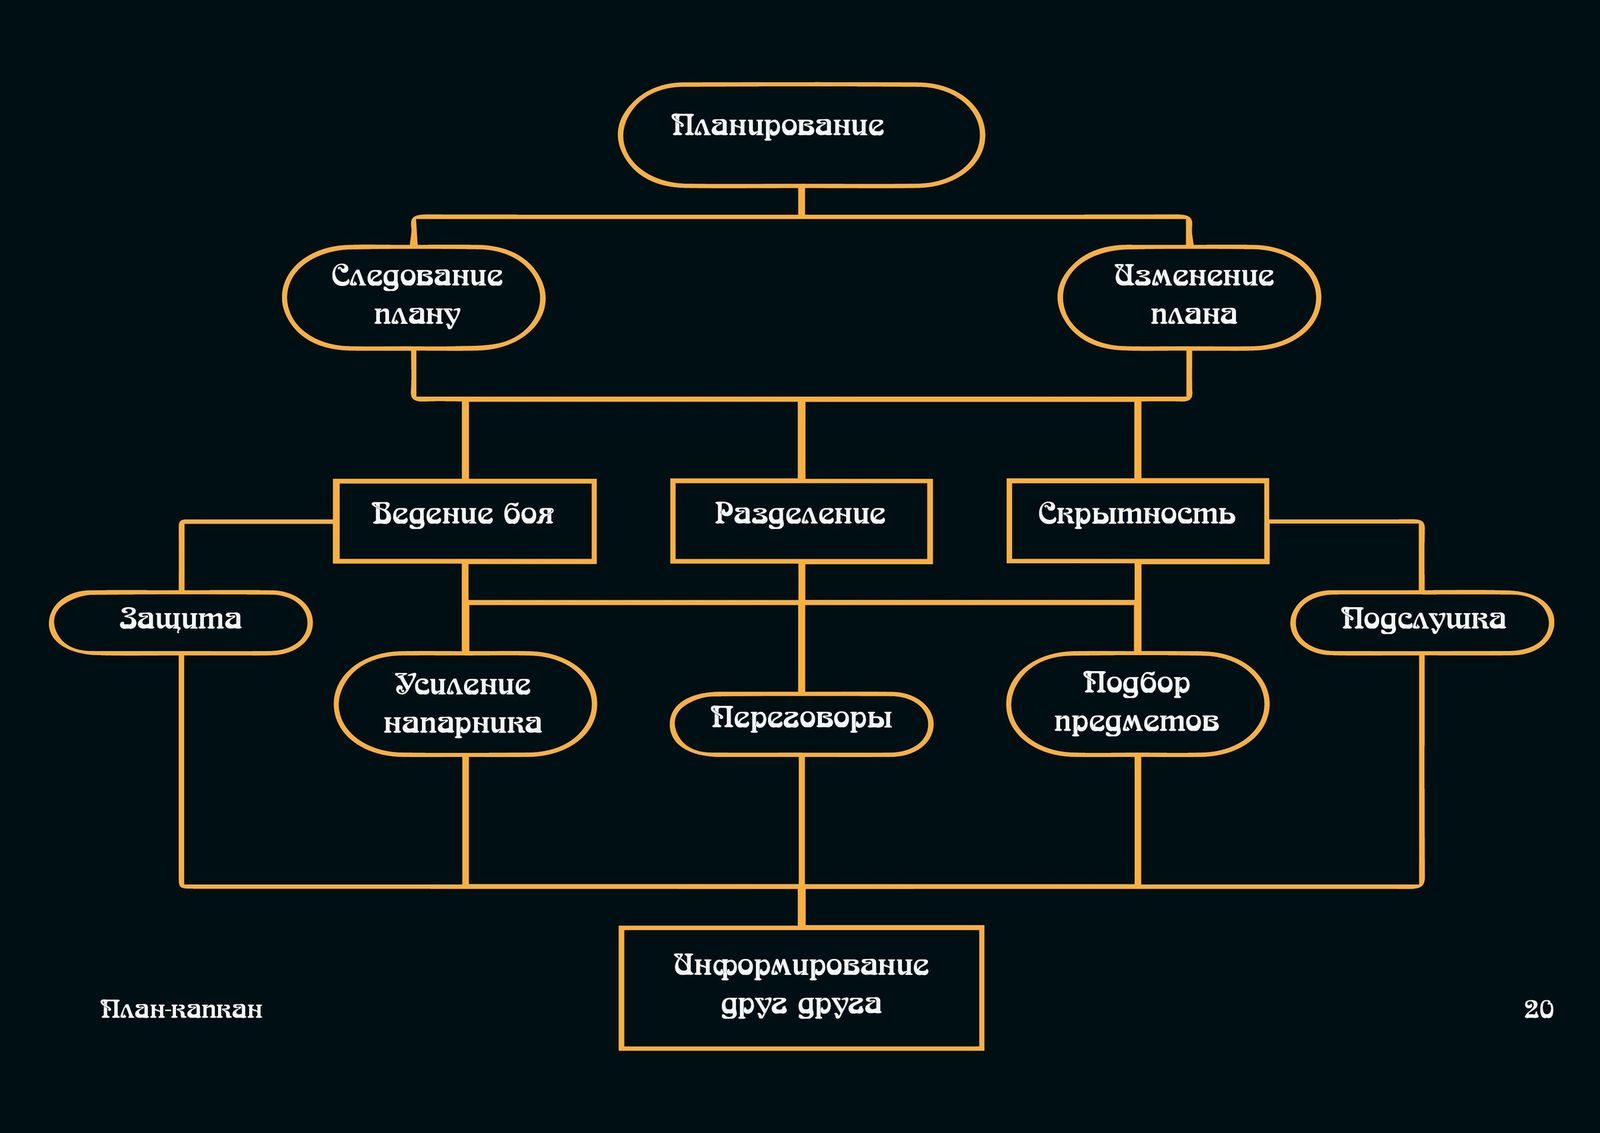 Планирование
Следование
плану
Изменение
плана
Ведение боя
Разделение
Скрытность
Защита
Подслушка
Усиление
напарника
Переговоры
Подбор
предметов
Информирование
друг друга
План-капкан
20